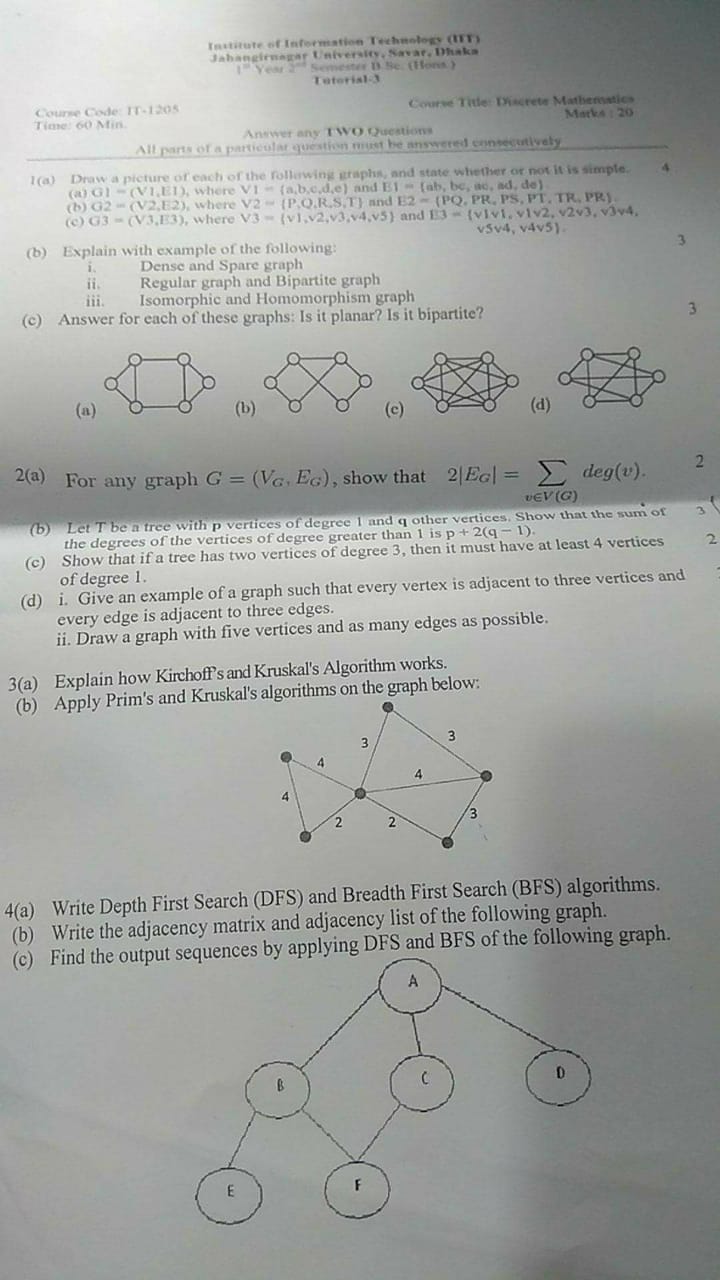 Institute of Information Technology (IIT)
Jahangirnagar University, Savar, Dhaka
1st Year 2nd Semester B.Sc. (Hons.)
Tutorial-3
Course Code: IT-1205
Course Title: Discrete Mathematics
Time: 60 Min.
Marks : 20
Answer any TWO Questions
All parts of a particular question must be answered consecutively
1(a) Draw a picture of each of the following graphs, and state whether or not it is simple. 4
(a) G1 = (V1,E1), where V1 = {a,b,c,d,e} and E1 = {ab, bc, ac, ad, de}
(b) G2 = (V2,E2), where V2 = {P,Q,R,S,T} and E2 = {PQ, PR, PS, PT, TR, PR}.
(c) G3 = (V3,E3), where V3 = {v1,v2,v3,v4,v5} and E3 = {v1v1, v1v2, v2v3, v3v4,
v5v4, v4v5}.
(b) Explain with example of the following: 3
i. Dense and Spare graph
ii. Regular graph and Bipartite graph
iii. Isomorphic and Homomorphism graph
(c) Answer for each of these graphs: Is it planar? Is it bipartite? 3
(a) (b) (c) (d)
2(a) For any graph G = (VG, EG), show that 2|EG| = ∑ deg(v). 2
v∈V(G)
(b) Let T be a tree with p vertices of degree 1 and q other vertices. Show that the sum of 3
the degrees of the vertices of degree greater than 1 is p + 2(q − 1).
(c) Show that if a tree has two vertices of degree 3, then it must have at least 4 vertices 2
of degree 1.
(d) i. Give an example of a graph such that every vertex is adjacent to three vertices and
every edge is adjacent to three edges.
ii. Draw a graph with five vertices and as many edges as possible.
3(a) Explain how Kirchoff's and Kruskal's Algorithm works.
(b) Apply Prim's and Kruskal's algorithms on the graph below:
3 3
4
4
4
2 2 3
4(a) Write Depth First Search (DFS) and Breadth First Search (BFS) algorithms.
(b) Write the adjacency matrix and adjacency list of the following graph.
(c) Find the output sequences by applying DFS and BFS of the following graph.
A
B C D
E F